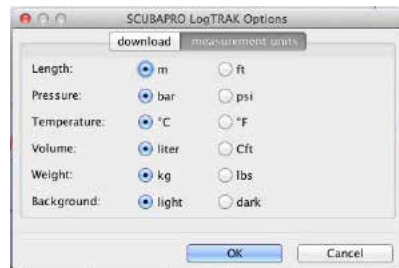 SCUBAPRO LogTRAK Options
download measurement units
Length: m ft
Pressure: bar psi
Temperature: °C °F
Volume: liter Cft
Weight: kg lbs
Background: light dark
OK Cancel